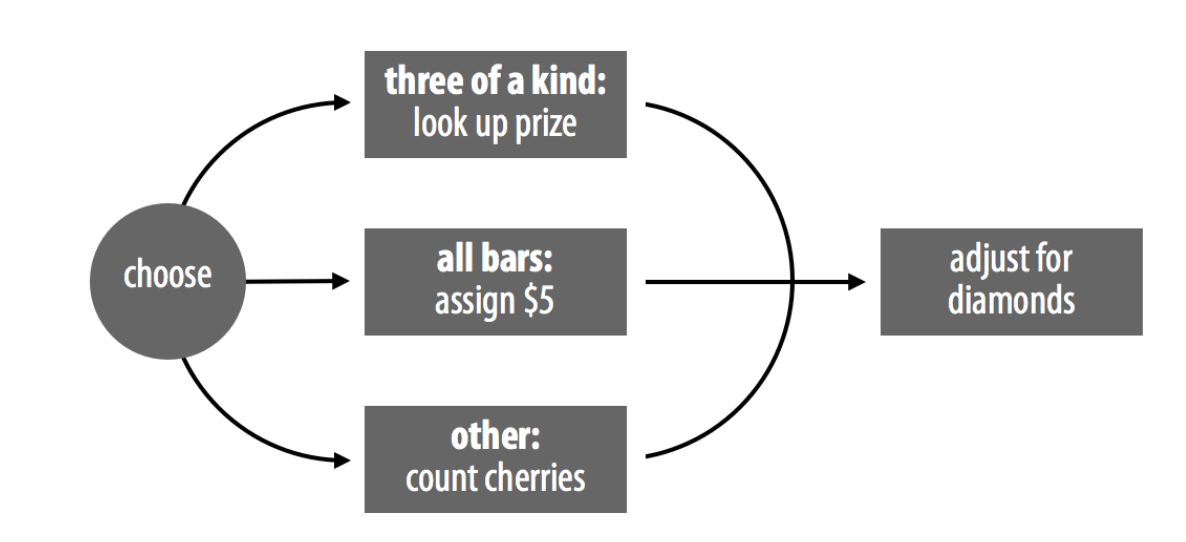 choose
three of a kind:
look up prize
all bars:
assign $5
other:
count cherries
adjust for
diamonds